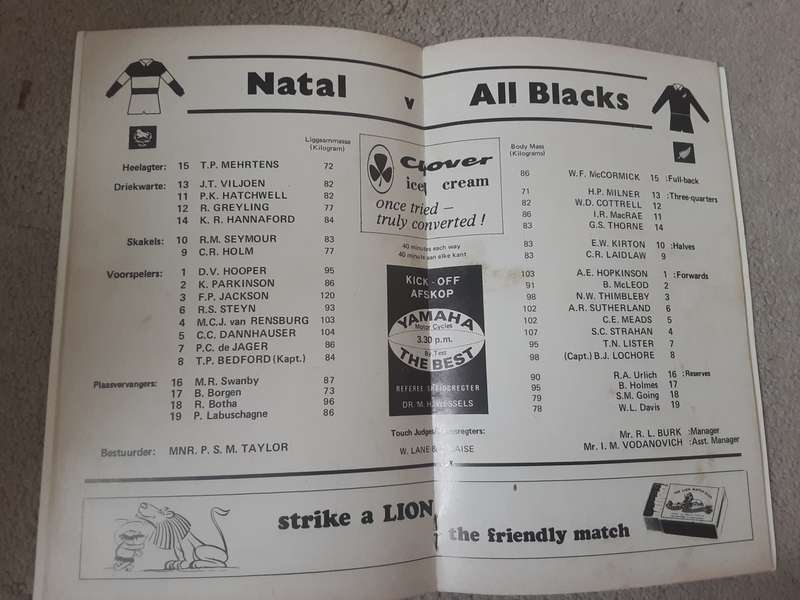 Natal v All Blacks
Liggaammassa
(Kilogram)
Heelagter: 15 T.P. MEHRTENS 72
Driekwarte: 13 J.T. VILJOEN 82
11 P.K. HATCHWELL 82
12 R. GREYLING 77
14 K. R. HANNAFORD 84
Skakels: 10 R.M. SEYMOUR 83
9 C.R. HOLM 77
Voorspelers: 1 D.V. HOOPER 95
2 K. PARKINSON 86
3 F.P. JACKSON 120
6 R.S. STEYN 93
4 M.C.J. van RENSBURG 103
5 C.C. DANNHAUSER 104
7 P.C. de JAGER 86
8 T.P. BEDFORD (Kapt.) 84
Plaasvervangers: 16 M.R. Swanby 87
17 B. Borgen 73
18 R. Botha 96
19 P. Labuschagne 86
Bestuurder: MNR. P. S. M. TAYLOR
Clover
ice cream
once tried –
truly converted !
40 minutes each way
40 minute aan elke kant
KICK - OFF
AFSKOP
YAMAHA
Motor Cycles
3.30 p.m.
By Test
THE BEST
REFEREE
DR. M. H. WESSELS
Touch Judges/
W. LANE &
Body Mass
(Kilograms)
86 W.F. McCORMICK 15 :Full-back
71 H.P. MILNER 13 :Three-quarters
82 W.D. COTTRELL 12
86 I.R. MacRAE 11
83 G.S. THORNE 14
83 E.W. KIRTON 10 :Halves
83 C.R. LAIDLAW 9
103 A.E. HOPKINSON 1 :Forwards
91 B. McLEOD 2
98 N.W. THIMBLEBY 3
102 A.R. SUTHERLAND 6
102 C.E. MEADS 5
107 S.C. STRAHAN 4
95 T.N. LISTER 7
98 (Capt.) B.J. LOCHORE 8
90 R.A. Urlich 16 :Reserves
95 B. Holmes 17
79 S.M. Going 18
78 W.L. Davis 19
Mr. R. L. BURK :Manager
Mr. I. M. VODANOVICH :Asst. Manager
strike a LION
the friendly match